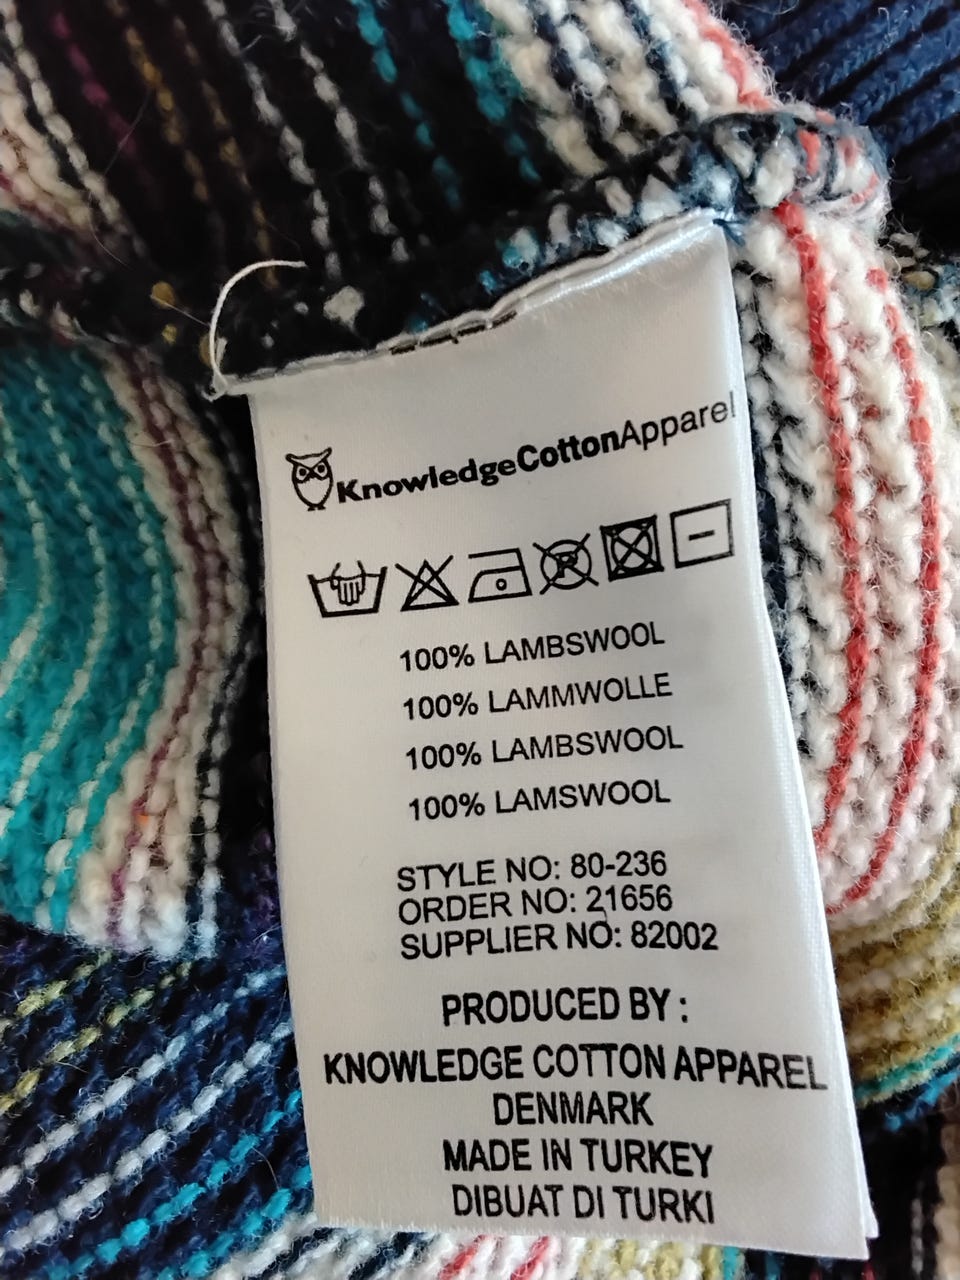 KnowledgeCottonApparel
100% LAMBSWOOL
100% LAMMWOLLE
100% LAMBSWOOL
100% LAMSWOOL
STYLE NO: 80-236
ORDER NO: 21656
SUPPLIER NO: 82002
PRODUCED BY :
KNOWLEDGE COTTON APPAREL
DENMARK
MADE IN TURKEY
DIBUAT DI TURKI